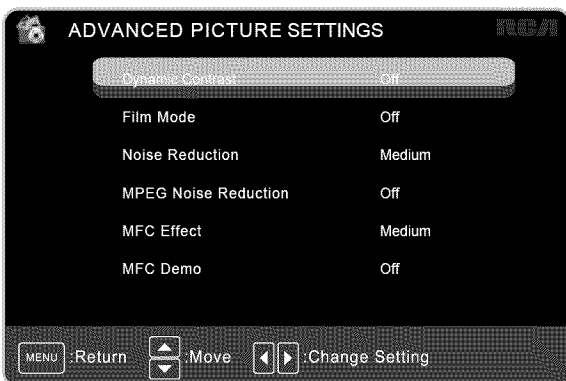 ADVANCED PICTURE SETTINGS RCA
Dynamic Contrast Off
Film Mode Off
Noise Reduction Medium
MPEG Noise Reduction Off
MFC Effect Medium
MFC Demo Off
MENU :Return :Move :Change Setting